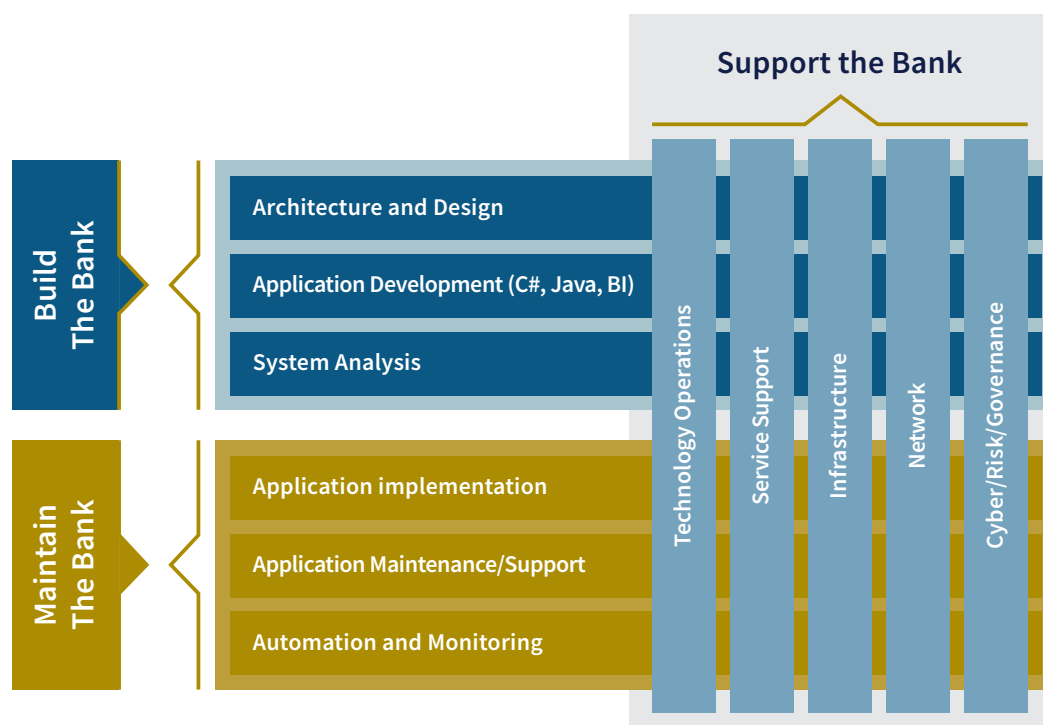 Support the Bank
Build
The Bank
Architecture and Design
Application Development (C#, Java, BI)
System Analysis
Maintain
The Bank
Application implementation
Application Maintenance/Support
Automation and Monitoring
Technology Operations
Service Support
Infrastructure
Network
Cyber/Risk/Governance